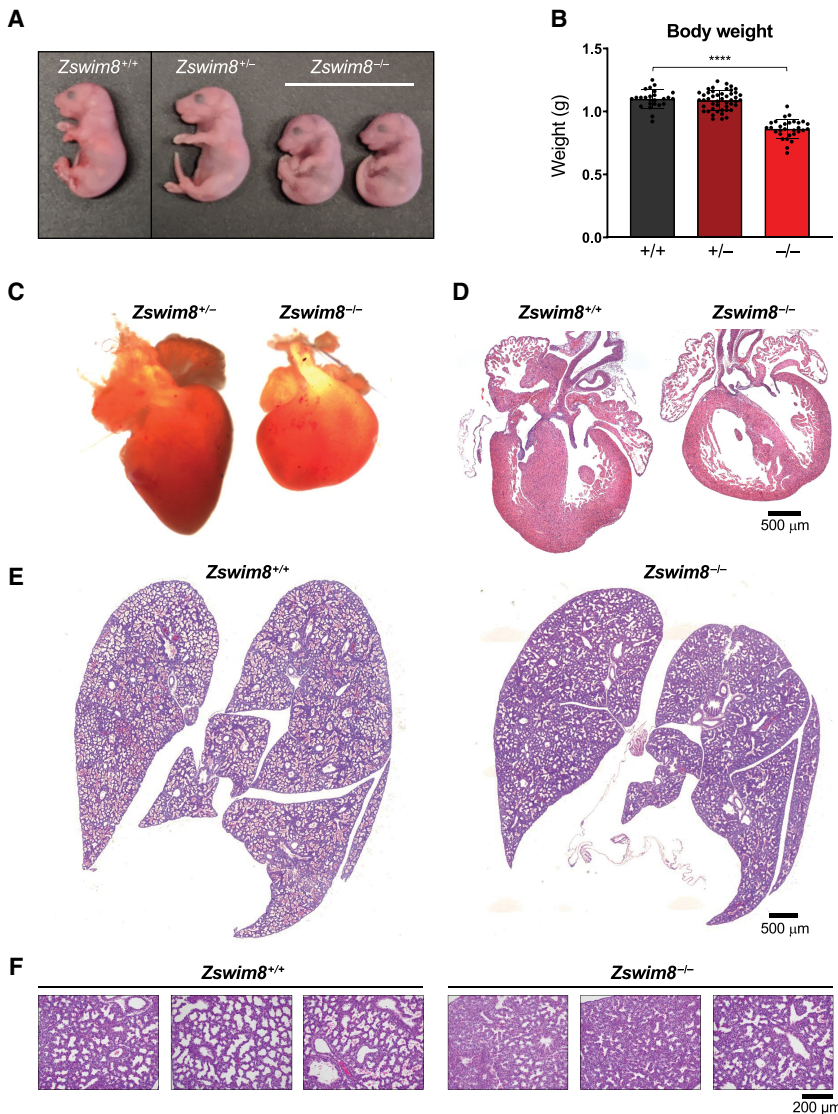 A
Zswim8+/+
Zswim8+/–
Zswim8–/–
B
Body weight
****
Weight (g)
1.5
1.0
0.5
0.0
+/+
+/–
–/–
C
Zswim8+/–
Zswim8–/–
D
Zswim8+/+
Zswim8–/–
500 μm
E
Zswim8+/+
Zswim8–/–
500 μm
F
Zswim8+/+
Zswim8–/–
200 μm